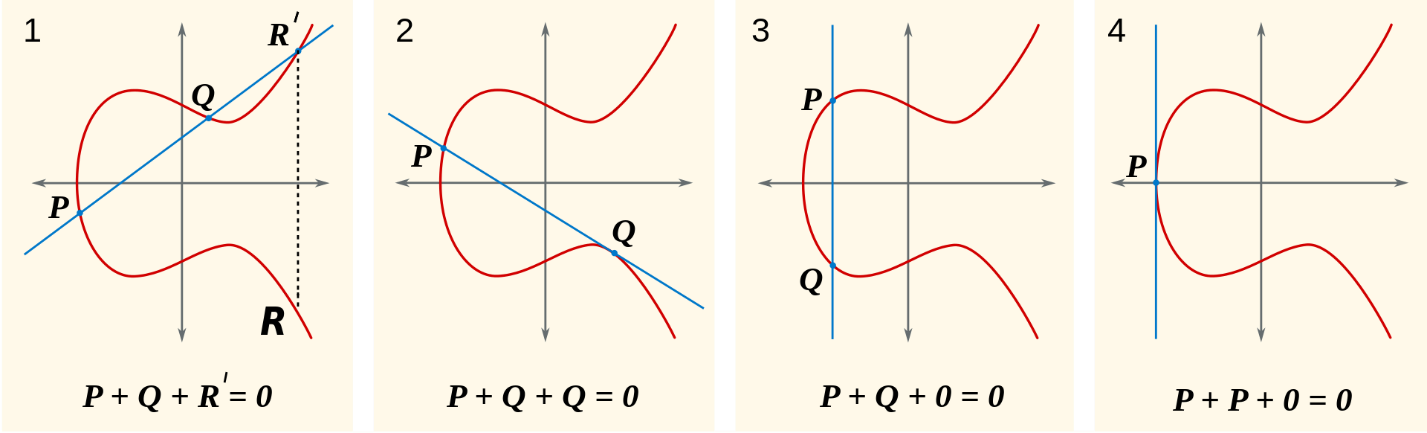 1
R′
Q
P
R
P + Q + R′ = 0
2
P
Q
P + Q + Q = 0
3
P
Q
P + Q + 0 = 0
4
P
P + P + 0 = 0